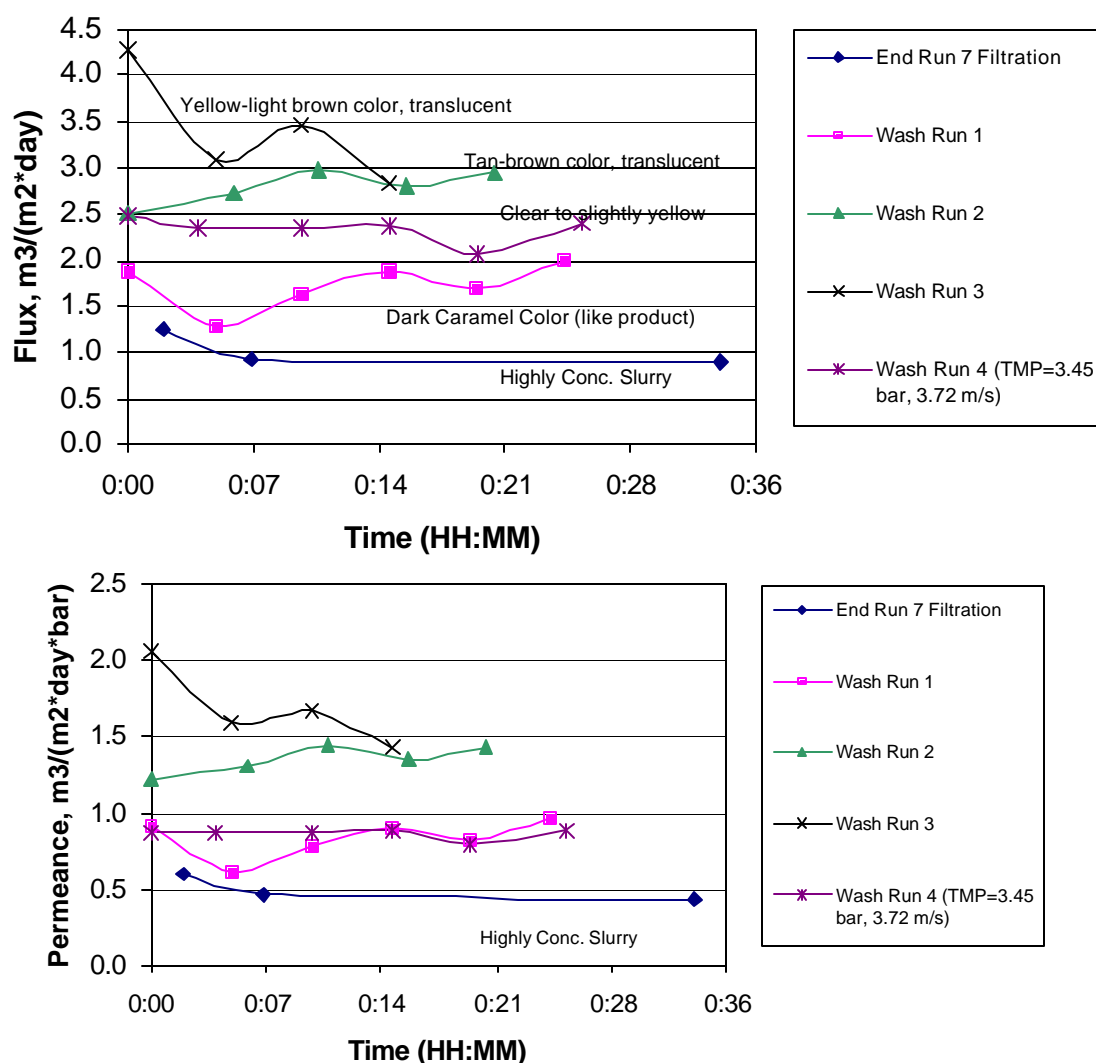 4.5
4.0
3.5
3.0
2.5
2.0
1.5
1.0
0.5
0.0
Flux, m3/(m2*day)
Yellow-light brown color, translucent
Tan-brown color, translucent
Clear to slightly yellow
Dark Caramel Color (like product)
Highly Conc. Slurry
0:00 0:07 0:14 0:21 0:28 0:36
Time (HH:MM)
End Run 7 Filtration
Wash Run 1
Wash Run 2
Wash Run 3
Wash Run 4 (TMP=3.45
bar, 3.72 m/s)
2.5
2.0
1.5
1.0
0.5
0.0
Permeance, m3/(m2*day*bar)
Highly Conc. Slurry
0:00 0:07 0:14 0:21 0:28 0:36
Time (HH:MM)
End Run 7 Filtration
Wash Run 1
Wash Run 2
Wash Run 3
Wash Run 4 (TMP=3.45
bar, 3.72 m/s)